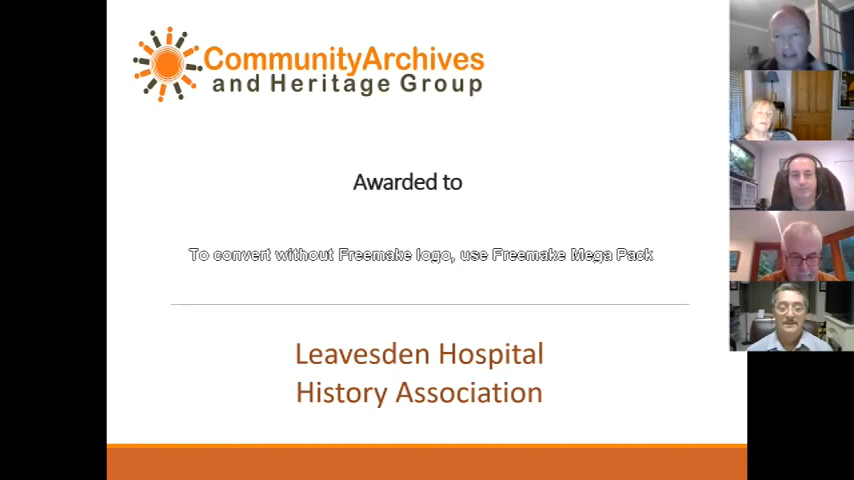 CommunityArchives
and Heritage Group
Awarded to
To convert without Freemake logo, use Freemake Mega Pack
Leavesden Hospital
History Association